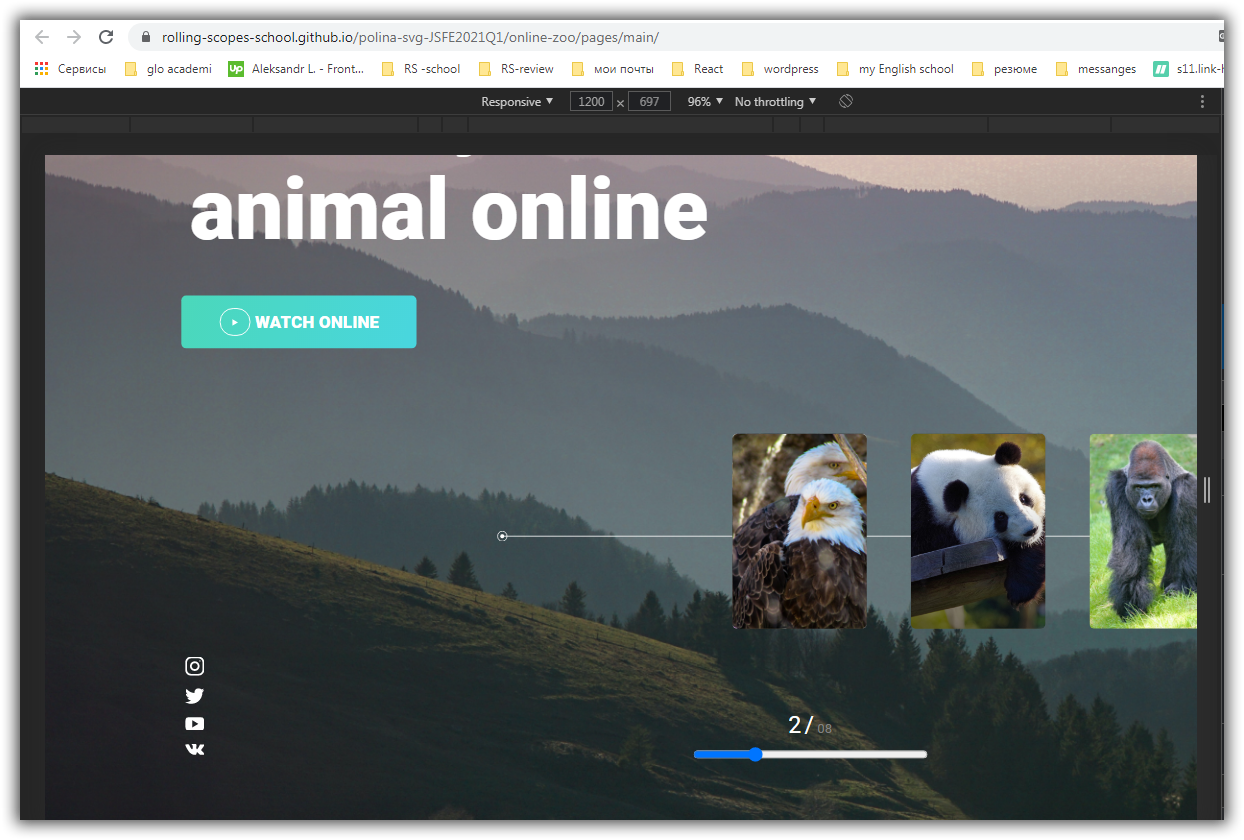 rolling-scopes-school.github.io/polina-svg-JSFE2021Q1/online-zoo/pages/main/
Сервисы glo academi Up Aleksandr L. - Front... RS -school RS-review мои почты React wordpress my English school резюме messanges s11.link-h
Responsive ▼ 1200 × 697 96% ▼ No throttling ▼
animal online
WATCH ONLINE
2/08